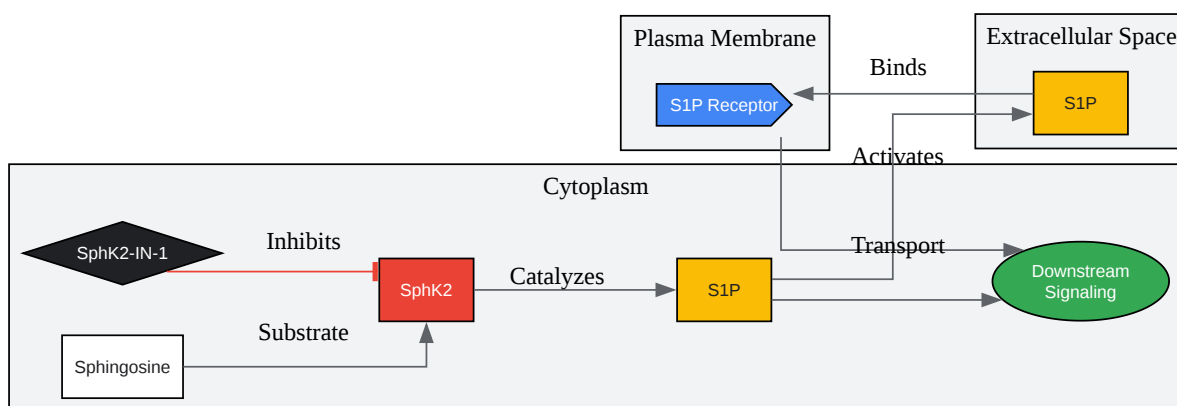 Plasma Membrane
Extracellular Space
Binds
S1P Receptor
S1P
Activates
Cytoplasm
SphK2-IN-1
Inhibits
Transport
Catalyzes
SphK2
S1P
Downstream
Signaling
Substrate
Sphingosine